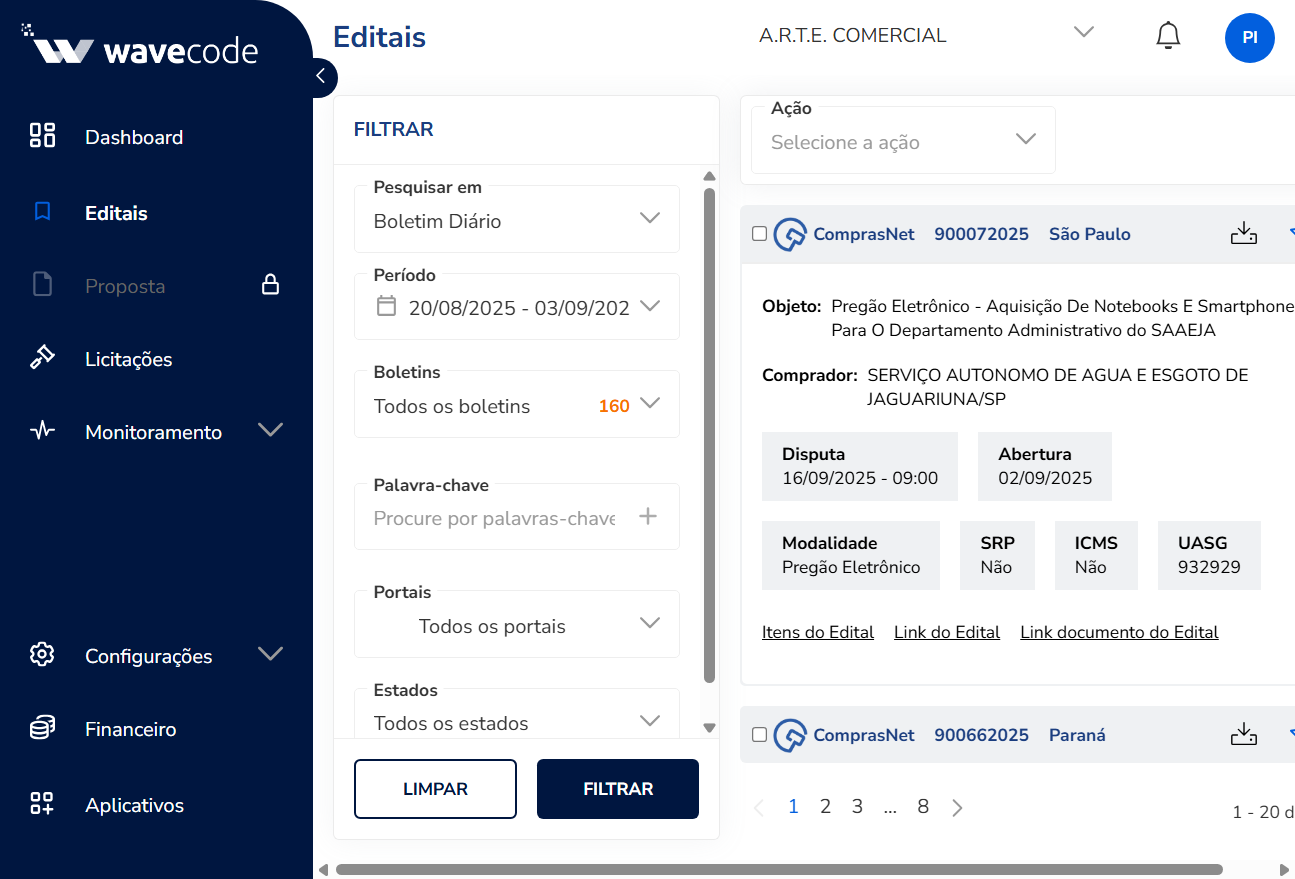 wavecode
Dashboard
Editais
Proposta
Licitações
Monitoramento
Configurações
Financeiro
Aplicativos
Editais
A.R.T.E. COMERCIAL
PI
FILTRAR
Pesquisar em
Boletim Diário
Período
20/08/2025 - 03/09/202
Boletins
Todos os boletins 160
Palavra-chave
Procure por palavras-chave
Portais
Todos os portais
Estados
Todos os estados
LIMPAR FILTRAR
Ação
Selecione a ação
ComprasNet 900072025 São Paulo
Objeto: Pregão Eletrônico - Aquisição De Notebooks E Smartphone
Para O Departamento Administrativo do SAAEJA
Comprador: SERVIÇO AUTONOMO DE AGUA E ESGOTO DE
JAGUARIUNA/SP
Disputa Abertura
16/09/2025 - 09:00 02/09/2025
Modalidade SRP ICMS UASG
Pregão Eletrônico Não Não 932929
Itens do Edital Link do Edital Link documento do Edital
ComprasNet 900662025 Paraná
1 2 3 ... 8
1 - 20 d